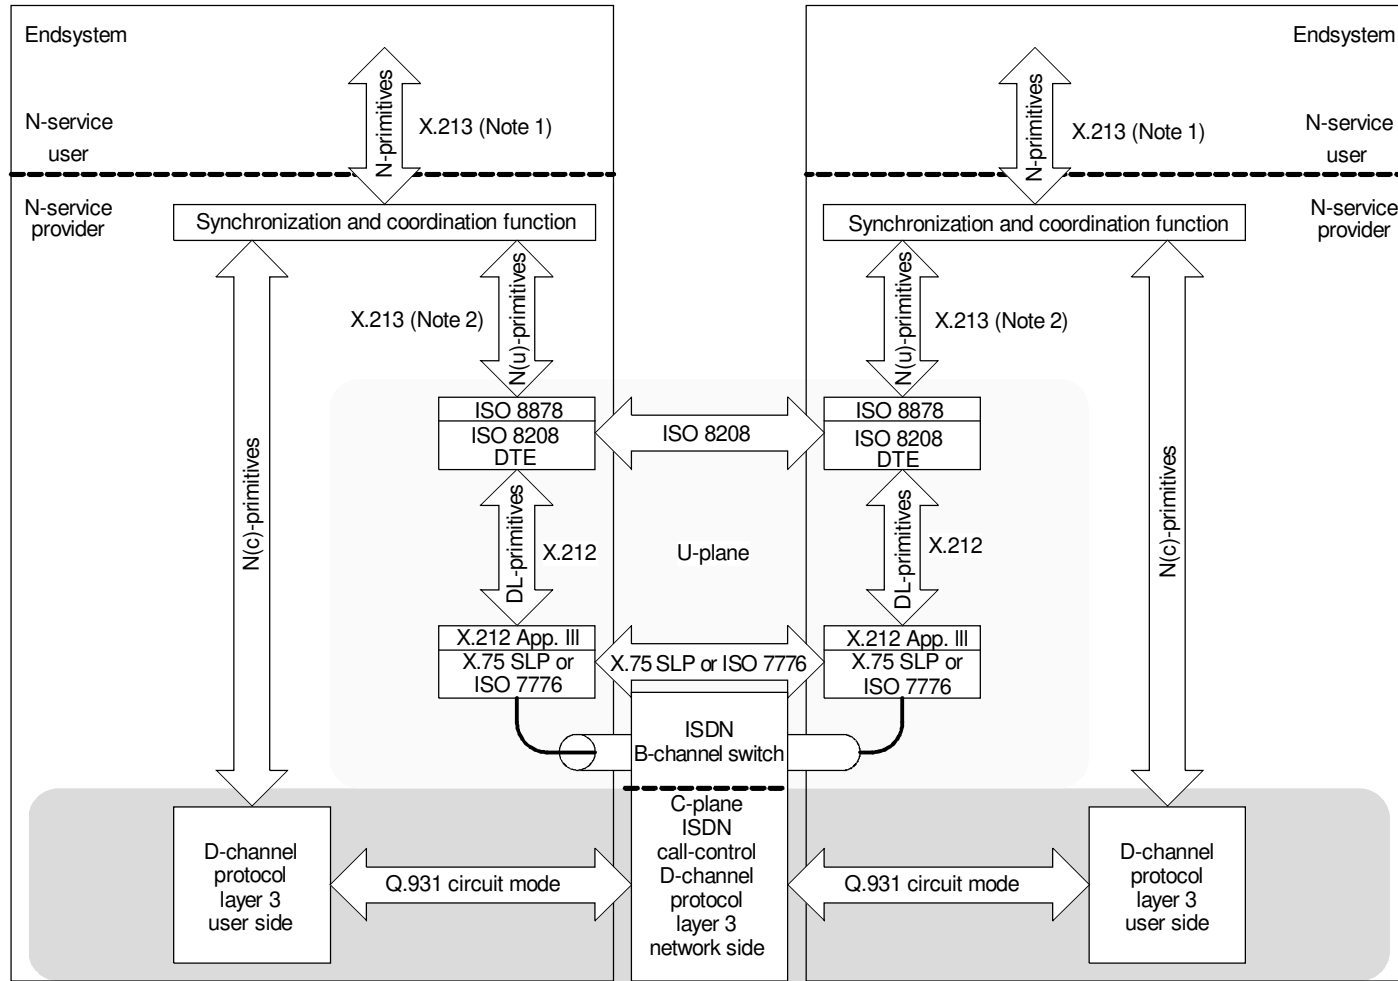 Endsystem
N-service
user
N-service
provider
N-primitives
X.213 (Note 1)
Synchronization and coordination function
N(c)-primitives
X.213 (Note 2)
N(u)-primitives
ISO 8878
ISO 8208
DTE
DL-primitives
X.212
X.212 App. III
X.75 SLP or
ISO 7776
ISO 8208
U-plane
X.75 SLP or ISO 7776
ISDN
B-channel switch
C-plane
ISDN
call-control
D-channel
protocol
layer 3
network side
D-channel
protocol
layer 3
user side
Q.931 circuit mode
Endsystem
N-service
user
N-service
provider
N-primitives
X.213 (Note 1)
Synchronization and coordination function
N(u)-primitives
X.213 (Note 2)
N(c)-primitives
ISO 8878
ISO 8208
DTE
DL-primitives
X.212
X.212 App. III
X.75 SLP or
ISO 7776
Q.931 circuit mode
D-channel
protocol
layer 3
user side